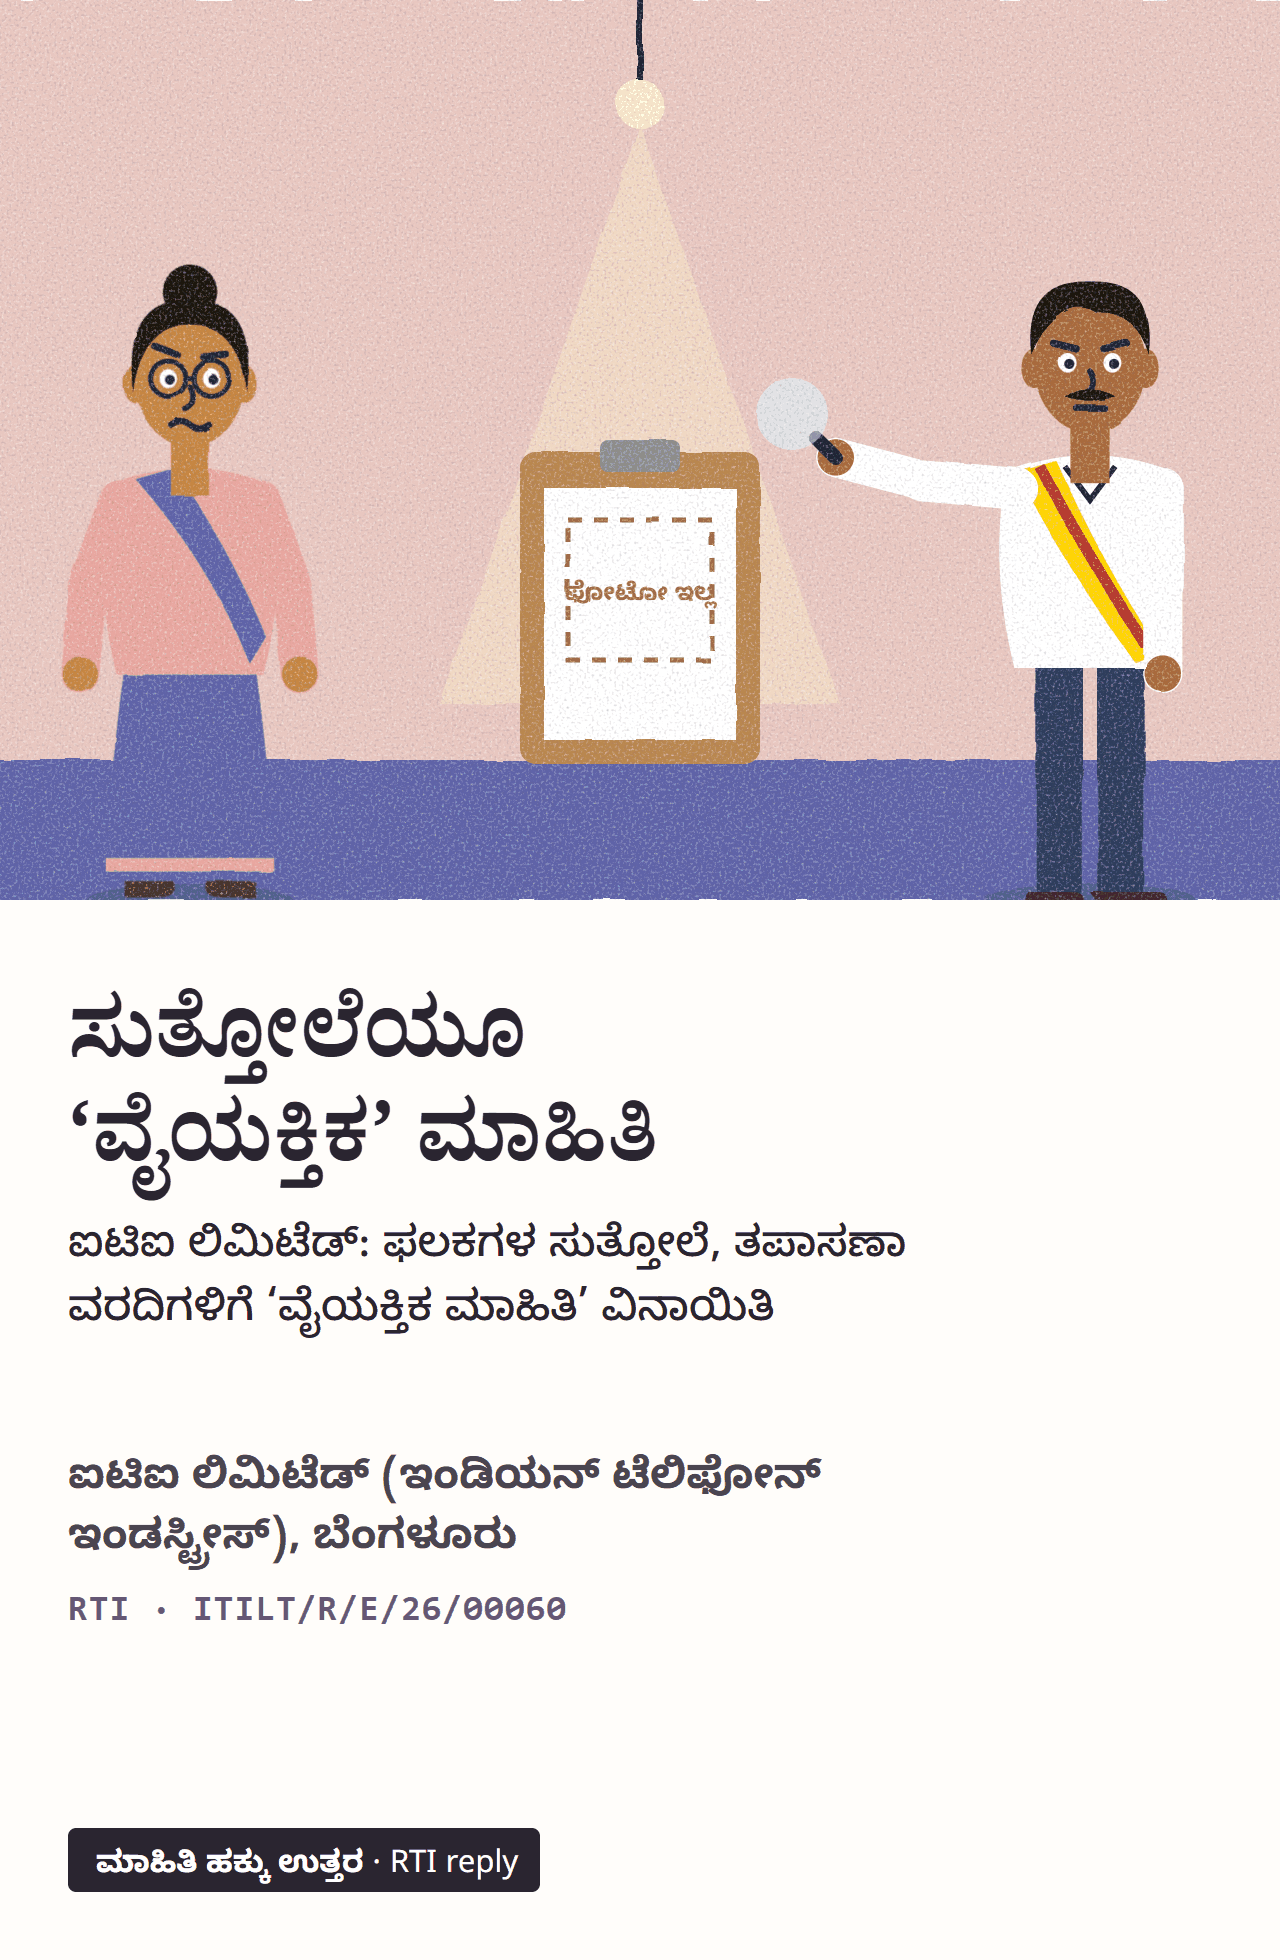 ಫೋಟೋ ಇಲ್ಲ
ಸುತ್ತೋಲೆಯೂ
‘ವೈಯಕ್ತಿಕ’ ಮಾಹಿತಿ
ಐಟಿಐ ಲಿಮಿಟೆಡ್: ಫಲಕಗಳ ಸುತ್ತೋಲೆ, ತಪಾಸಣಾ
ವರದಿಗಳಿಗೆ ‘ವೈಯಕ್ತಿಕ ಮಾಹಿತಿ’ ವಿನಾಯಿತಿ
ಐಟಿಐ ಲಿಮಿಟೆಡ್ (ಇಂಡಿಯನ್ ಟೆಲಿಫೋನ್
ಇಂಡಸ್ಟ್ರೀಸ್), ಬೆಂಗಳೂರು
RTI · ITILT/R/E/26/00060
ಮಾಹಿತಿ ಹಕ್ಕು ಉತ್ತರ · RTI reply